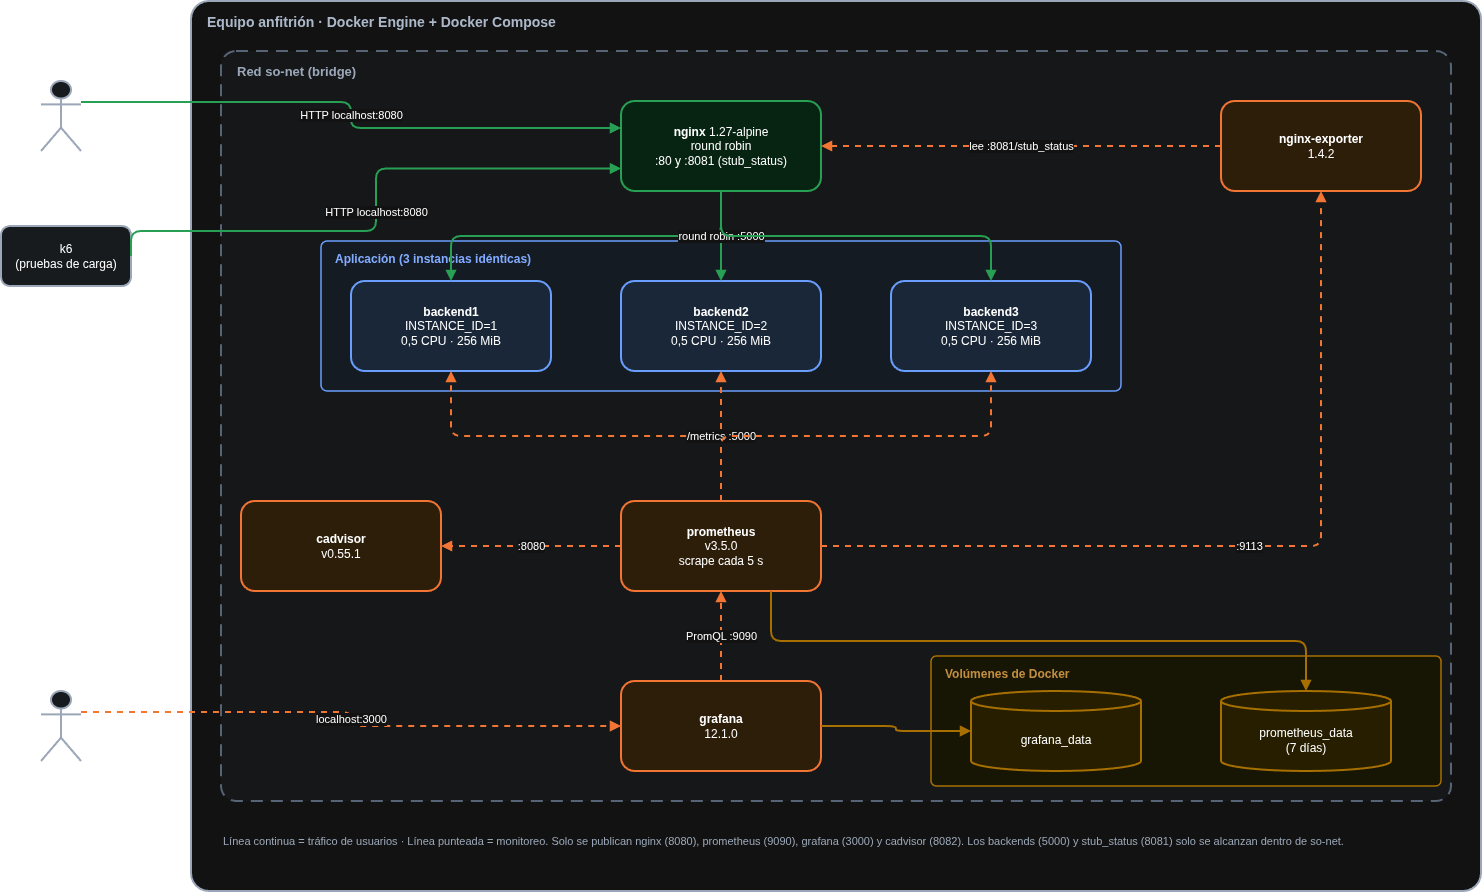 Equipo anfitrión · Docker Engine + Docker Compose
Red so-net (bridge)
HTTP localhost:8080
nginx 1.27-alpine
round robin
:80 y :8081 (stub_status)
lee :8081/stub_status
nginx-exporter
1.4.2
HTTP localhost:8080
k6
(pruebas de carga)
round robin :5000
Aplicación (3 instancias idénticas)
backend1
INSTANCE_ID=1
0,5 CPU · 256 MiB
backend2
INSTANCE_ID=2
0,5 CPU · 256 MiB
backend3
INSTANCE_ID=3
0,5 CPU · 256 MiB
/metrics :5000
cadvisor
v0.55.1
:8080
prometheus
v3.5.0
scrape cada 5 s
:9113
PromQL :9090
localhost:3000
grafana
12.1.0
Volúmenes de Docker
grafana_data
prometheus_data
(7 días)
Línea continua = tráfico de usuarios · Línea punteada = monitoreo. Solo se publican nginx (8080), prometheus (9090), grafana (3000) y cadvisor (8082). Los backends (5000) y stub_status (8081) solo se alcanzan dentro de so-net.